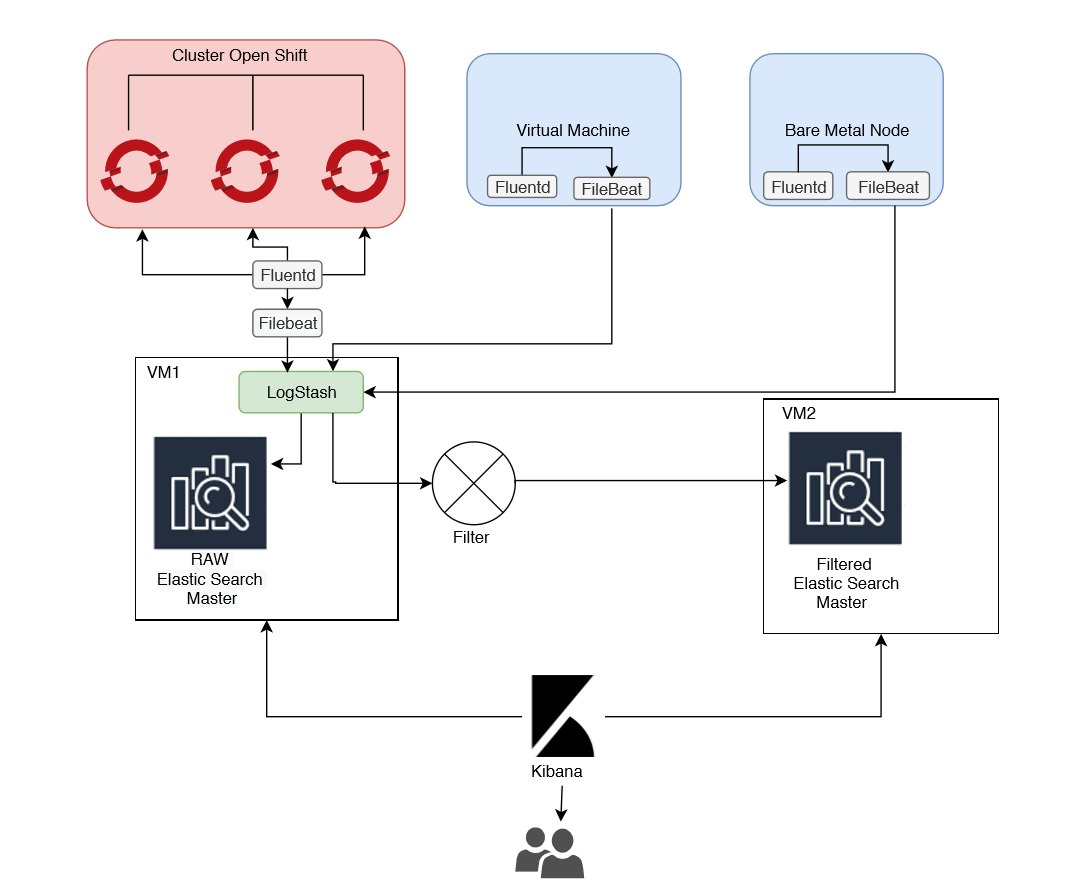 Cluster Open Shift
Virtual Machine
Fluentd
FileBeat
Bare Metal Node
Fluentd
FileBeat
Fluentd
Filebeat
VM1
LogStash
RAW
Elastic Search
Master
Filter
VM2
Filtered
Elastic Search
Master
Kibana